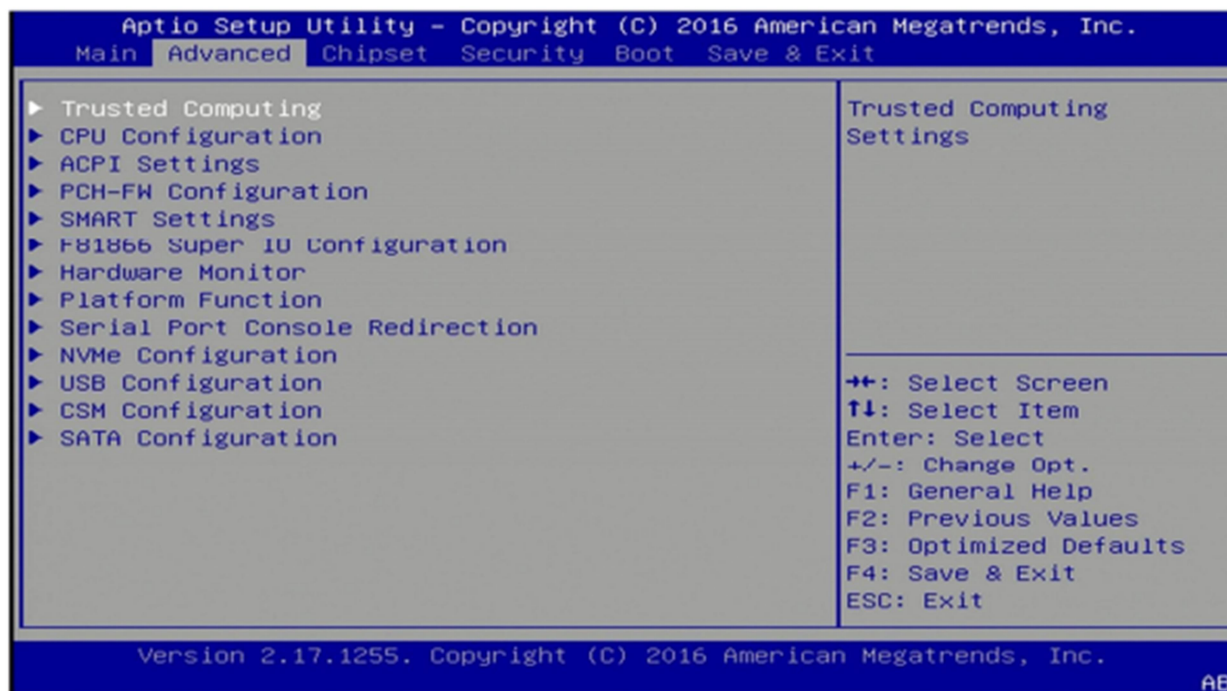 Aptio Setup Utility – Copyright (C) 2016 American Megatrends, Inc.
Main Advanced Chipset Security Boot Save & Exit
► Trusted Computing
► CPU Configuration
► ACPI Settings
► PCH-FW Configuration
► SMART Settings
► F81866 Super IO Configuration
► Hardware Monitor
► Platform Function
► Serial Port Console Redirection
► NVMe Configuration
► USB Configuration
► CSM Configuration
► SATA Configuration
Trusted Computing
Settings
→←: Select Screen
↑↓: Select Item
Enter: Select
+/-: Change Opt.
F1: General Help
F2: Previous Values
F3: Optimized Defaults
F4: Save & Exit
ESC: Exit
Version 2.17.1255. Copyright (C) 2016 American Megatrends, Inc.